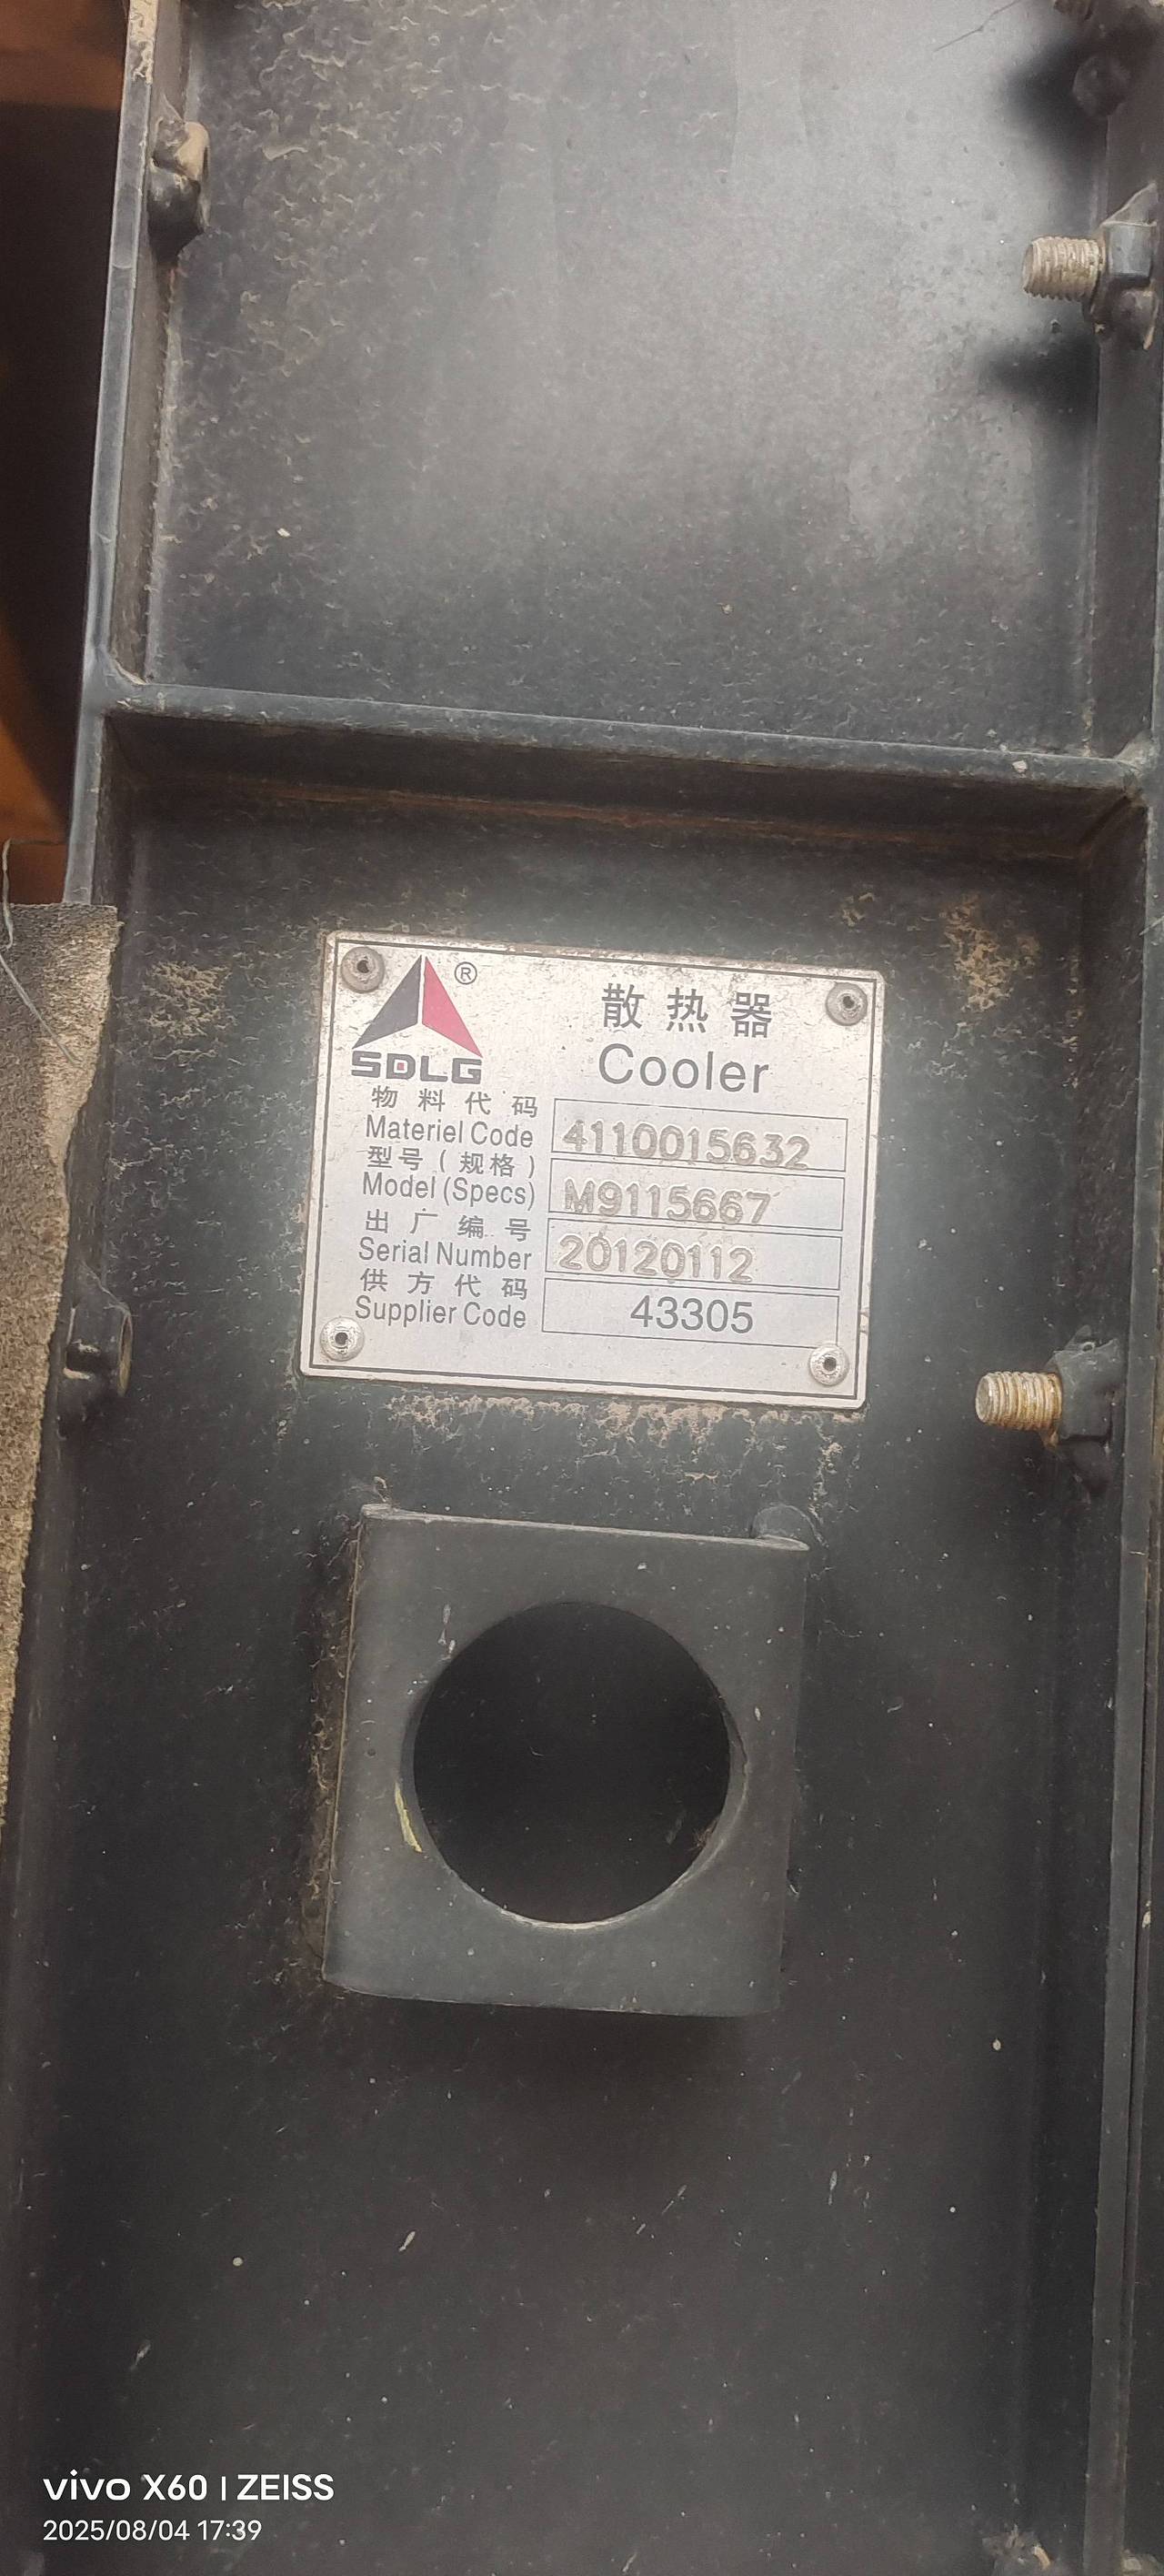 ®
SDLG
散热器
Cooler
物料代码
Materiel Code 4110015632
型号(规格)
Model (Specs) M9115667
出厂编号
Serial Number 20120112
供方代码
Supplier Code 43305
vivo X60 | ZEISS
2025/08/04 17:39